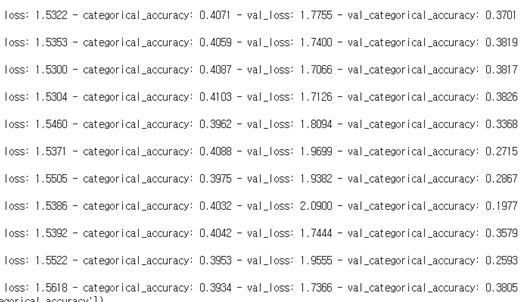 loss: 1.5322 - categorical_accuracy: 0.4071 - val_loss: 1.7755 - val_categorical_accuracy: 0.3701
loss: 1.5353 - categorical_accuracy: 0.4059 - val_loss: 1.7400 - val_categorical_accuracy: 0.3819
loss: 1.5300 - categorical_accuracy: 0.4087 - val_loss: 1.7066 - val_categorical_accuracy: 0.3817
loss: 1.5304 - categorical_accuracy: 0.4103 - val_loss: 1.7126 - val_categorical_accuracy: 0.3826
loss: 1.5460 - categorical_accuracy: 0.3962 - val_loss: 1.8094 - val_categorical_accuracy: 0.3368
loss: 1.5371 - categorical_accuracy: 0.4088 - val_loss: 1.9699 - val_categorical_accuracy: 0.2715
loss: 1.5505 - categorical_accuracy: 0.3975 - val_loss: 1.9382 - val_categorical_accuracy: 0.2867
loss: 1.5386 - categorical_accuracy: 0.4032 - val_loss: 2.0900 - val_categorical_accuracy: 0.1977
loss: 1.5392 - categorical_accuracy: 0.4042 - val_loss: 1.7444 - val_categorical_accuracy: 0.3579
loss: 1.5522 - categorical_accuracy: 0.3953 - val_loss: 1.9555 - val_categorical_accuracy: 0.2593
loss: 1.5618 - categorical_accuracy: 0.3934 - val_loss: 1.7366 - val_categorical_accuracy: 0.3805
egorical_accuracy'])